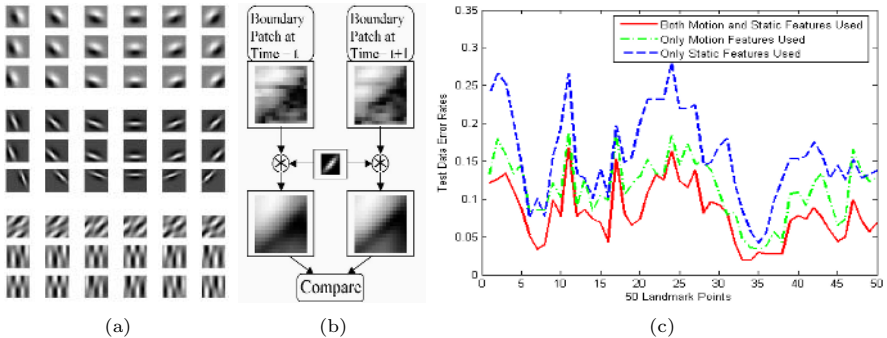 Boundary
Patch at
Time= t
Boundary
Patch at
Time= t+1
Compare
Both Motion and Static Features Used
Only Motion Features Used
Only Static Features Used
Test Data Error Rates
0.35
0.3
0.25
0.2
0.15
0.1
0.05
0
0 5 10 15 20 25 30 35 40 45 50
50 Landmark Points
(a) (b) (c)